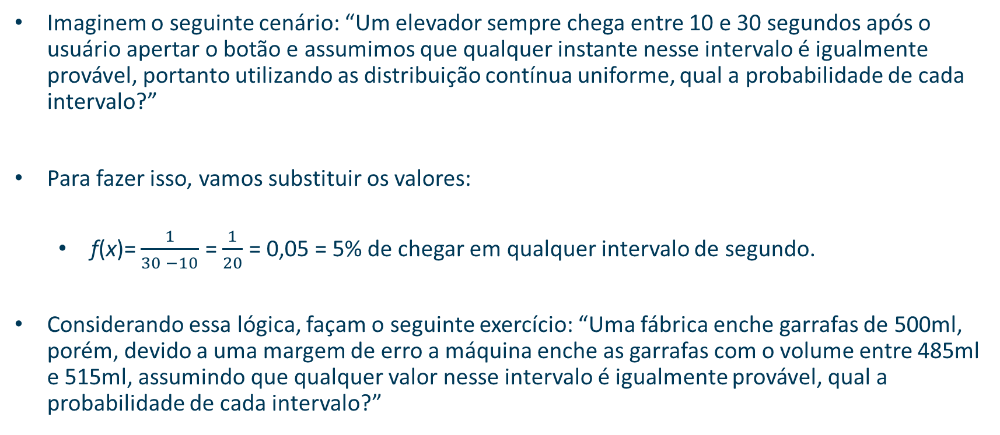 • Imaginem o seguinte cenário: “Um elevador sempre chega entre 10 e 30 segundos após o
usuário apertar o botão e assumimos que qualquer instante nesse intervalo é igualmente
provável, portanto utilizando as distribuição contínua uniforme, qual a probabilidade de cada
intervalo?”
• Para fazer isso, vamos substituir os valores:
• f(x)= 1/(30 −10) = 1/20 = 0,05 = 5% de chegar em qualquer intervalo de segundo.
• Considerando essa lógica, façam o seguinte exercício: “Uma fábrica enche garrafas de 500ml,
porém, devido a uma margem de erro a máquina enche as garrafas com o volume entre 485ml
e 515ml, assumindo que qualquer valor nesse intervalo é igualmente provável, qual a
probabilidade de cada intervalo?”